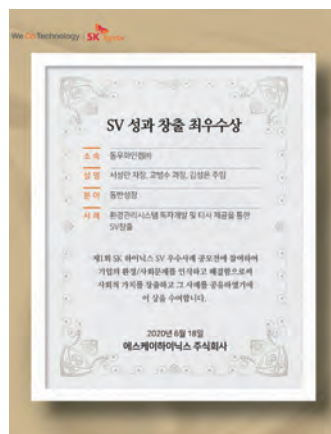 We Do Technology SK hynix
SV 성과 창출 최우수상
소 속 동우화인켐㈜
성 명 서성만 차장, 고병수 과장, 김성은 주임
분 야 동반성장
사 례 환경관리시스템 독자개발 및 타사 제공을 통한
SV창출
제1회 SK 하이닉스 SV 우수사례 공모전에 참여하여
기업의 환경/사회문제를 인식하고 해결함으로써
사회적 가치를 창출하고 그 사례를 공유하였기에
이 상을 수여합니다.
2020년 6월 18일
에스케이하이닉스 주식회사